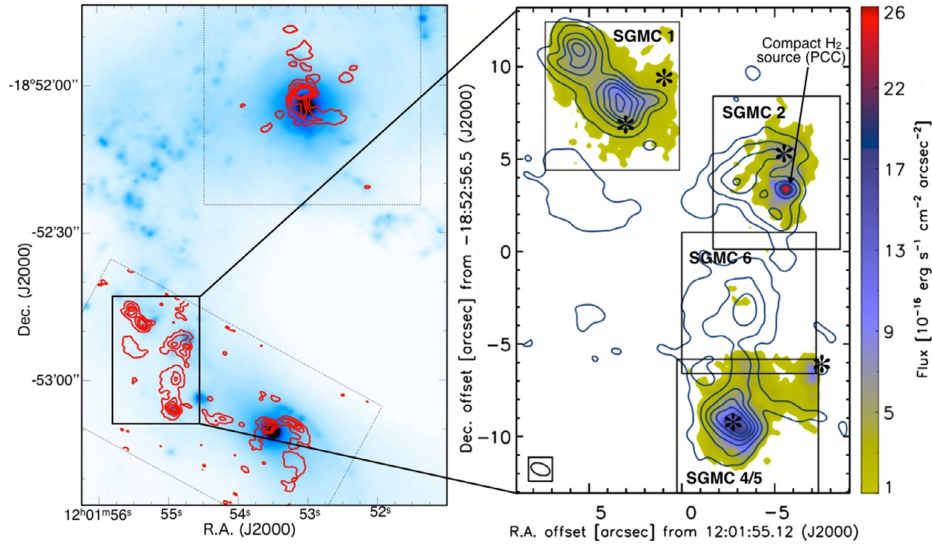 -18°52'00"
-52'30"
-53'00"
Dec. (J2000)
12h01m56s
55s
54s
53s
52s
R.A. (J2000)
SGMC 1
Compact H2
source (PCC)
SGMC 2
SGMC 6
SGMC 4/5
10
5
0
−5
−10
Dec. offset [arcsec] from −18:52:56.5 (J2000)
5
0
−5
R.A. offset [arcsec] from 12:01:55.12 (J2000)
26
22
17
13
9
5
1
Flux [10⁻¹⁶ erg s⁻¹ cm⁻² arcsec⁻²]